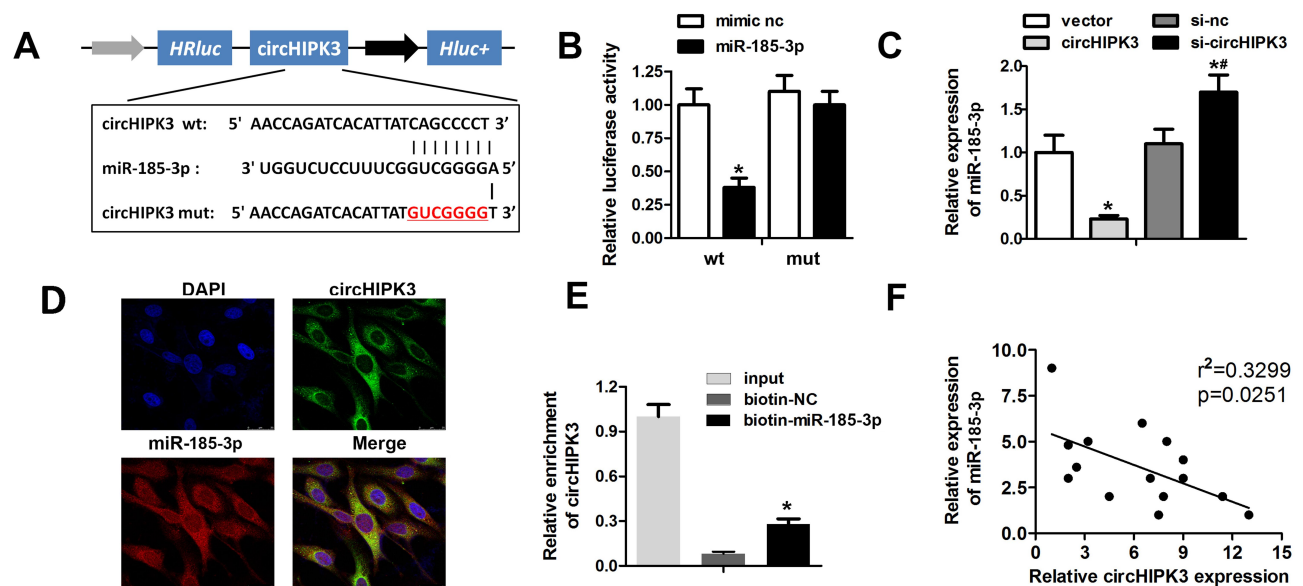 A
HRluc
circHIPK3
Hluc+
circHIPK3 wt: 5' AACCAGATCACATTATCAGCCCCT 3'
miR-185-3p : 3' UGGUCUCCUUUCGGUCGGGGA 5'
circHIPK3 mut: 5' AACCAGATCACATTATGUCGGGGT 3'
B
mimic nc
miR-185-3p
Relative luciferase activity
1.25
1.00
0.75
0.50
0.25
0.00
*
wt
mut
C
vector
si-nc
circHIPK3
si-circHIPK3
Relative expression
of miR-185-3p
2.0
1.5
1.0
0.5
0.0
*
*#
D
DAPI
circHIPK3
miR-185-3p
Merge
E
input
biotin-NC
biotin-miR-185-3p
Relative enrichment
of circHIPK3
1.2
0.9
0.6
0.3
0.0
*
F
Relative expression
of miR-185-3p
10.0
7.5
5.0
2.5
0.0
r²=0.3299
p=0.0251
0 3 6 9 12 15
Relative circHIPK3 expression